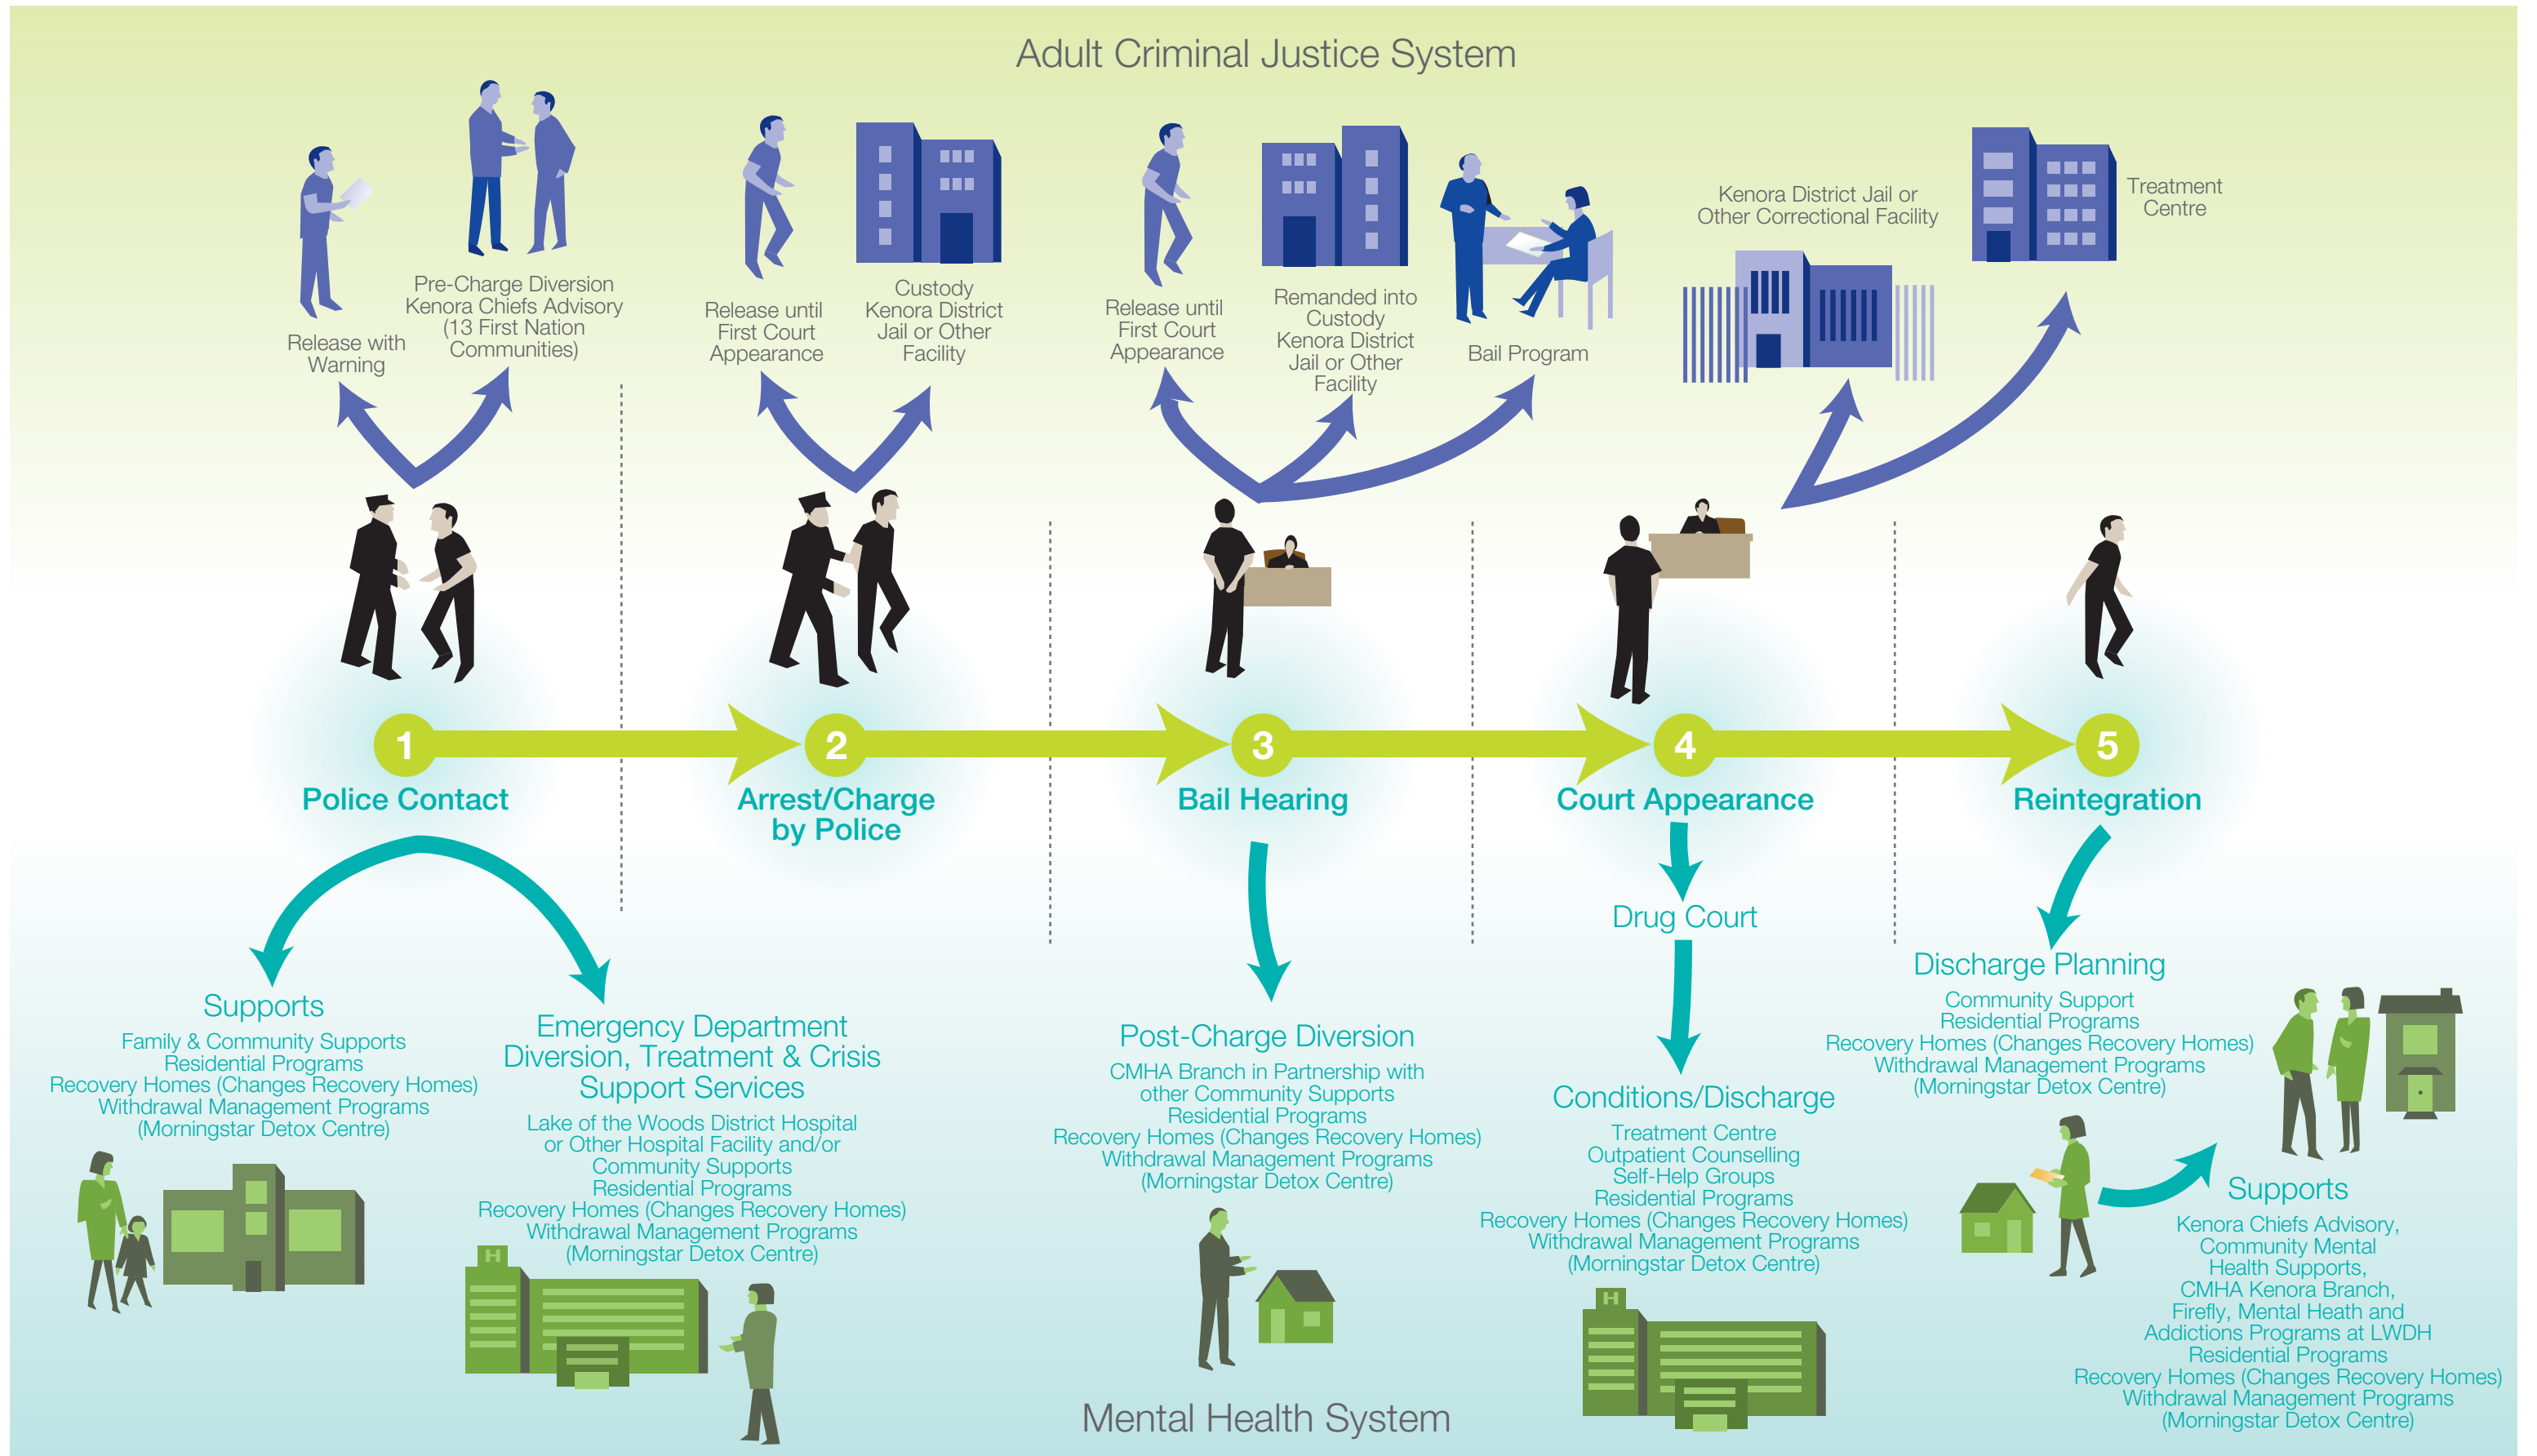 Adult Criminal Justice System
Release with
Warning
Pre-Charge Diversion
Kenora Chiefs Advisory
(13 First Nation
Communities)
Release until
First Court
Appearance
Custody
Kenora District
Jail or Other
Facility
Release until
First Court
Appearance
Remanded into
Custody
Kenora District
Jail or Other
Facility
Bail Program
Kenora District Jail or
Other Correctional Facility
Treatment
Centre
1
2
3
4
5
Police Contact
Arrest/Charge
by Police
Bail Hearing
Court Appearance
Reintegration
Supports
Family & Community Supports
Residential Programs
Recovery Homes (Changes Recovery Homes)
Withdrawal Management Programs
(Morningstar Detox Centre)
Emergency Department
Diversion, Treatment & Crisis
Support Services
Lake of the Woods District Hospital
or Other Hospital Facility and/or
Community Supports
Residential Programs
Recovery Homes (Changes Recovery Homes)
Withdrawal Management Programs
(Morningstar Detox Centre)
H
Post-Charge Diversion
CMHA Branch in Partnership with
other Community Supports
Residential Programs
Recovery Homes (Changes Recovery Homes)
Withdrawal Management Programs
(Morningstar Detox Centre)
Drug Court
Conditions/Discharge
Treatment Centre
Outpatient Counselling
Self-Help Groups
Residential Programs
Recovery Homes (Changes Recovery Homes)
Withdrawal Management Programs
(Morningstar Detox Centre)
H
Discharge Planning
Community Support
Residential Programs
Recovery Homes (Changes Recovery Homes)
Withdrawal Management Programs
(Morningstar Detox Centre)
Supports
Kenora Chiefs Advisory,
Community Mental
Health Supports,
CMHA Kenora Branch,
Firefly, Mental Heath and
Addictions Programs at LWDH
Residential Programs
Recovery Homes (Changes Recovery Homes)
Withdrawal Management Programs
(Morningstar Detox Centre)
Mental Health System